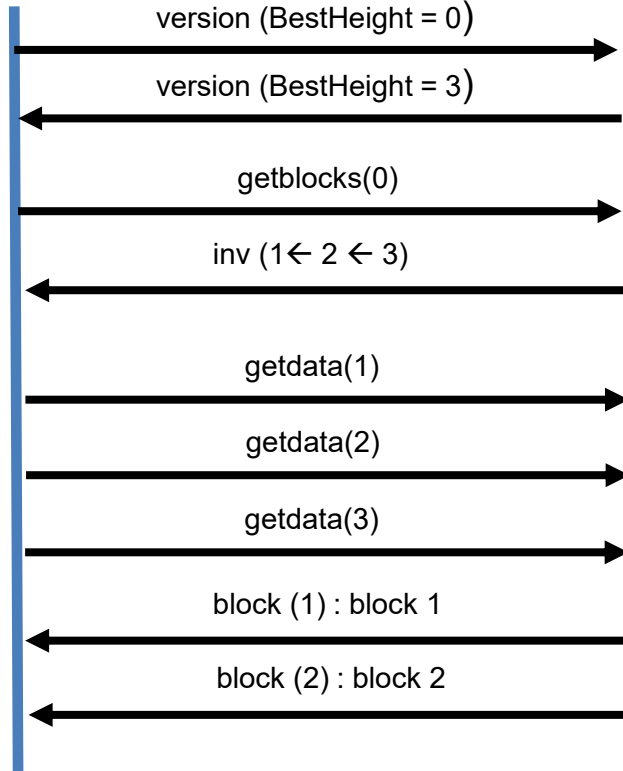 version (BestHeight = 0)
version (BestHeight = 3)
getblocks(0)
inv (1← 2 ← 3)
getdata(1)
getdata(2)
getdata(3)
block (1) : block 1
block (2) : block 2